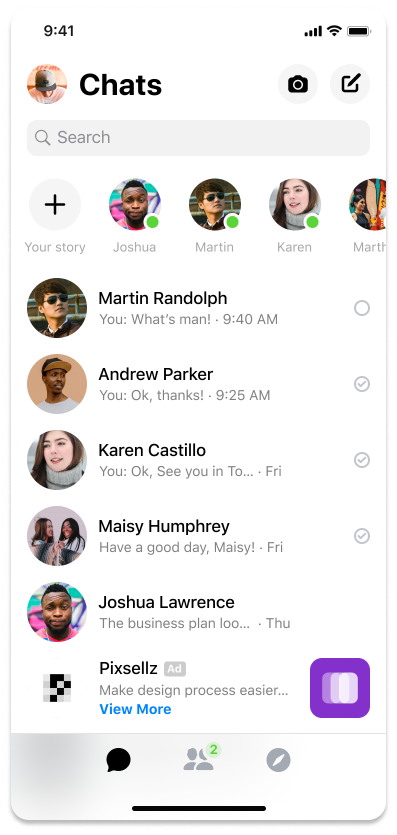 9:41
Chats
Search
Your story
Joshua
Martin
Karen
Marth
Martin Randolph
You: What's man! · 9:40 AM
Andrew Parker
You: Ok, thanks! · 9:25 AM
Karen Castillo
You: Ok, See you in To... · Fri
Maisy Humphrey
Have a good day, Maisy! · Fri
Joshua Lawrence
The business plan loo... · Thu
Pixsellz Ad
Make design process easier...
View More
2